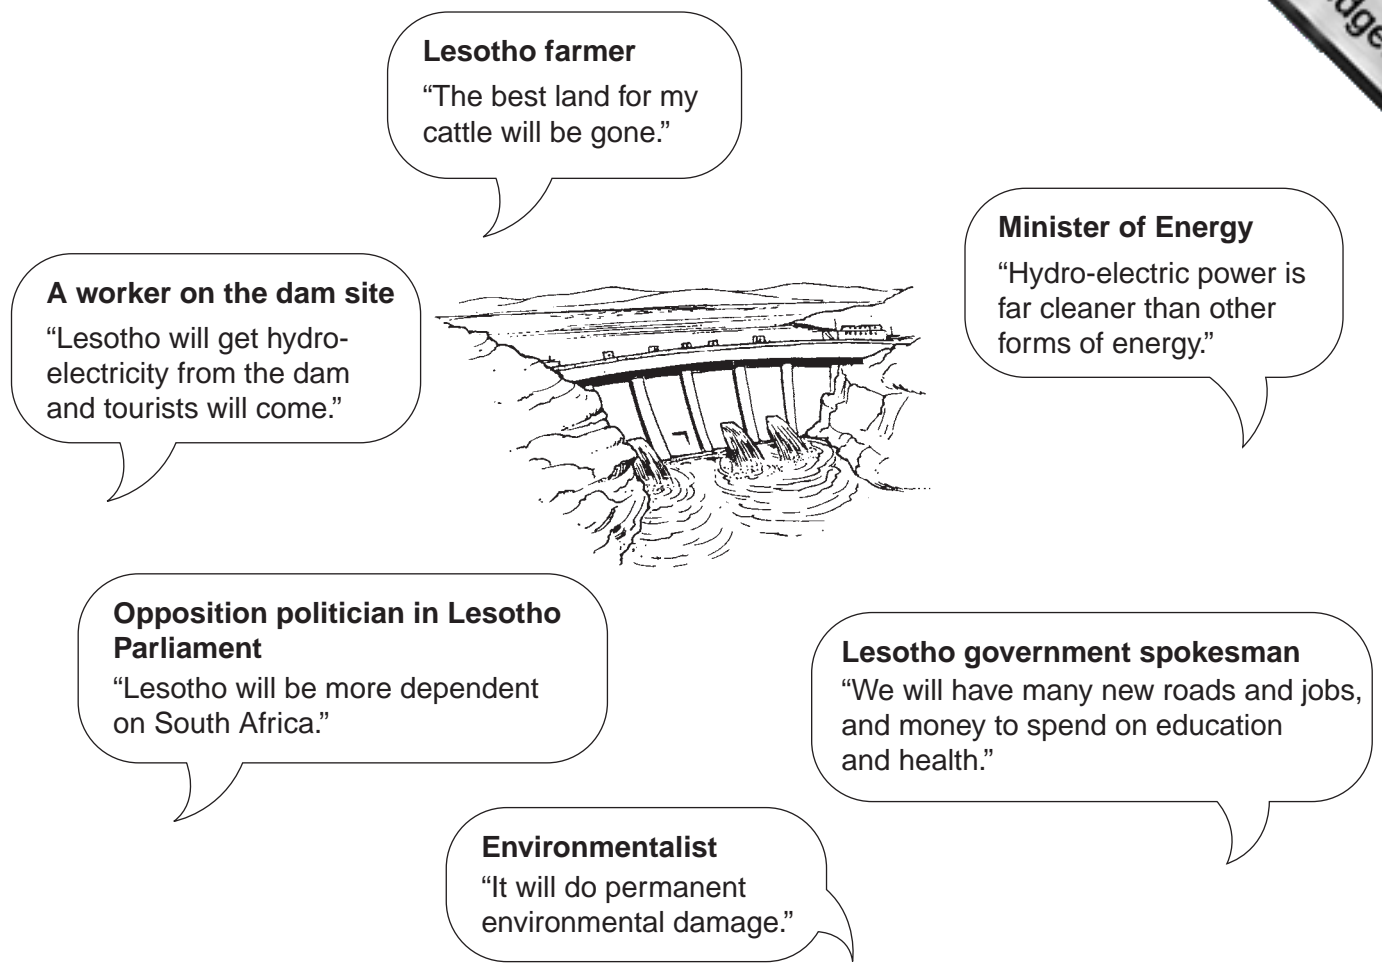 Lesotho farmer
“The best land for my
cattle will be gone.”
Minister of Energy
“Hydro-electric power is
far cleaner than other
forms of energy.”
A worker on the dam site
“Lesotho will get hydro-
electricity from the dam
and tourists will come.”
Opposition politician in Lesotho
Parliament
“Lesotho will be more dependent
on South Africa.”
Lesotho government spokesman
“We will have many new roads and jobs,
and money to spend on education
and health.”
Environmentalist
“It will do permanent
environmental damage.”